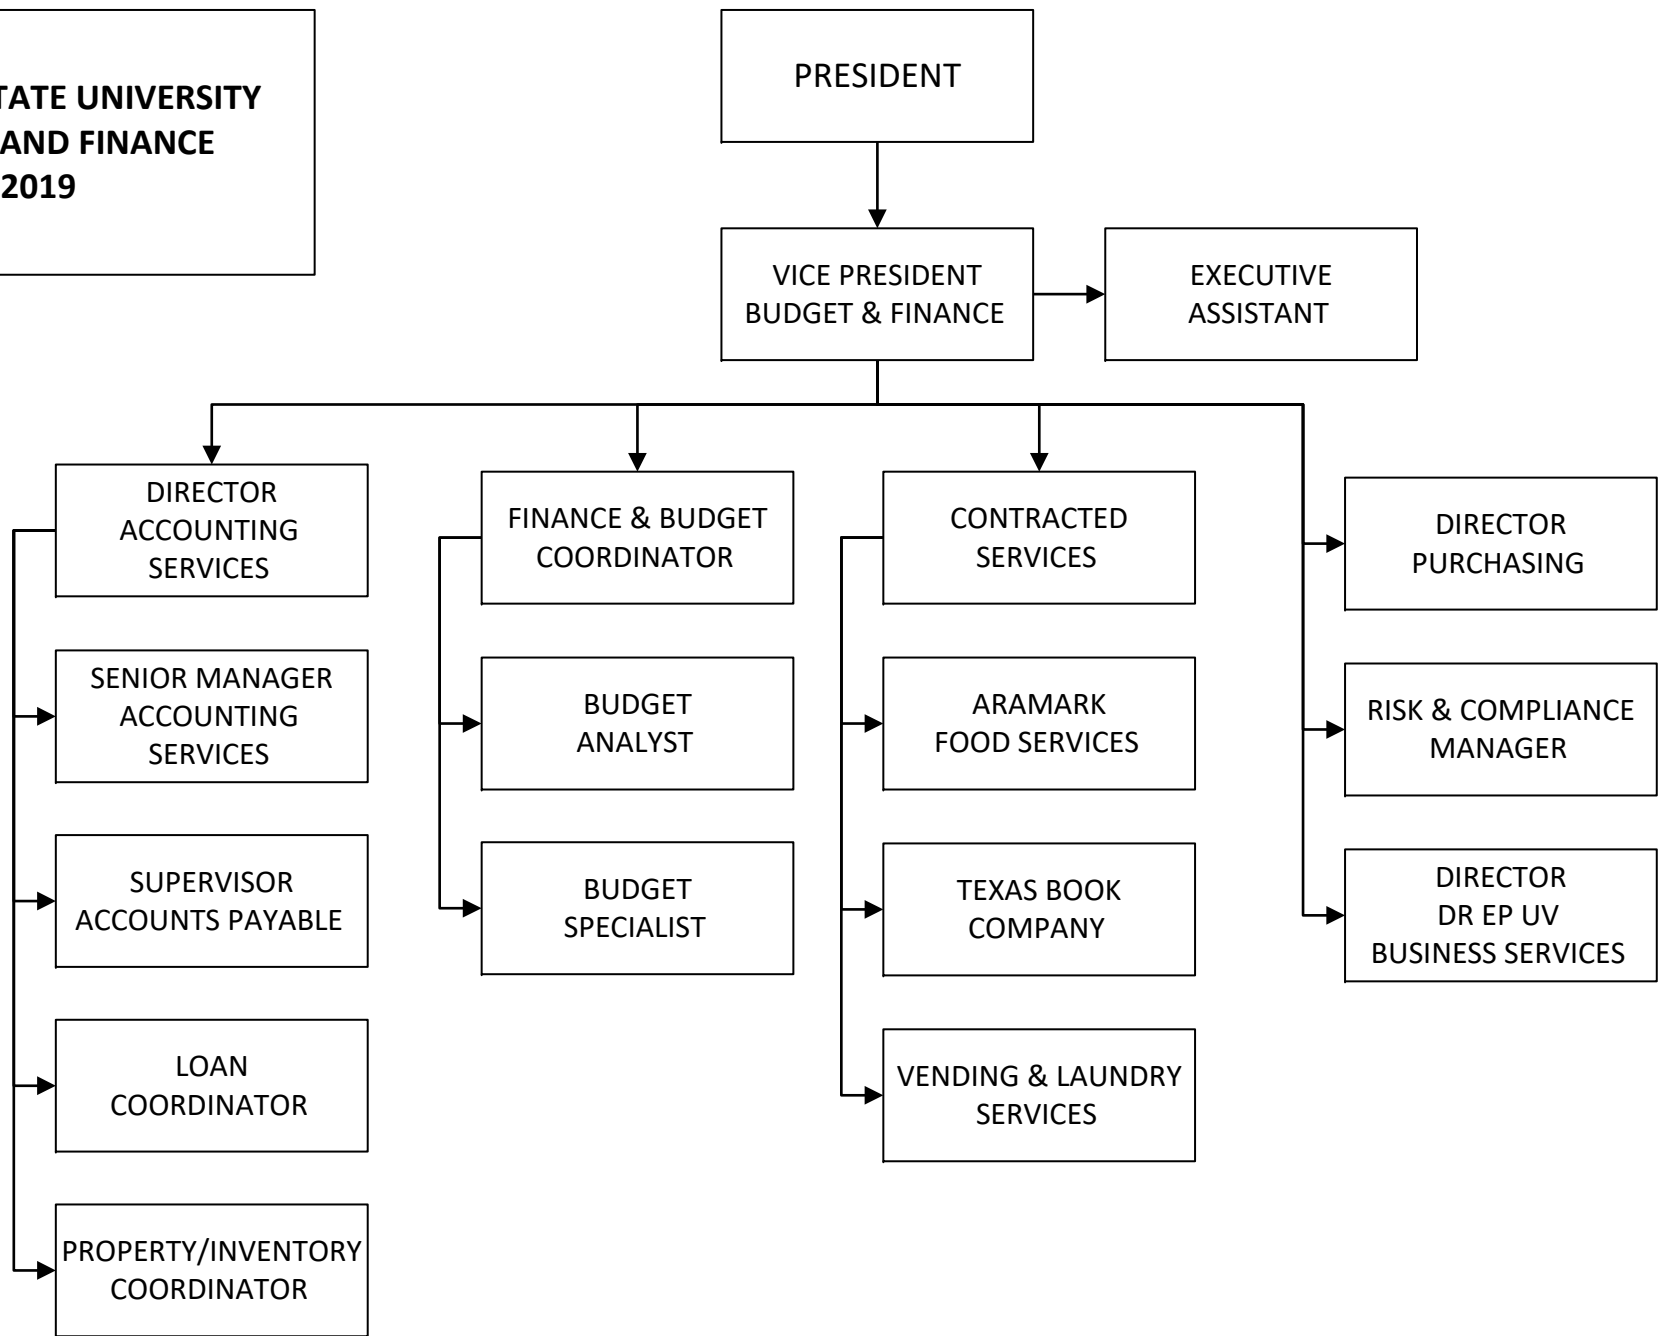 STATE UNIVERSITY
AND FINANCE
2019
PRESIDENT
VICE PRESIDENT
BUDGET & FINANCE
EXECUTIVE
ASSISTANT
DIRECTOR
ACCOUNTING
SERVICES
SENIOR MANAGER
ACCOUNTING
SERVICES
SUPERVISOR
ACCOUNTS PAYABLE
LOAN
COORDINATOR
PROPERTY/INVENTORY
COORDINATOR
FINANCE & BUDGET
COORDINATOR
BUDGET
ANALYST
BUDGET
SPECIALIST
CONTRACTED
SERVICES
ARAMARK
FOOD SERVICES
TEXAS BOOK
COMPANY
VENDING & LAUNDRY
SERVICES
DIRECTOR
PURCHASING
RISK & COMPLIANCE
MANAGER
DIRECTOR
DR EP UV
BUSINESS SERVICES